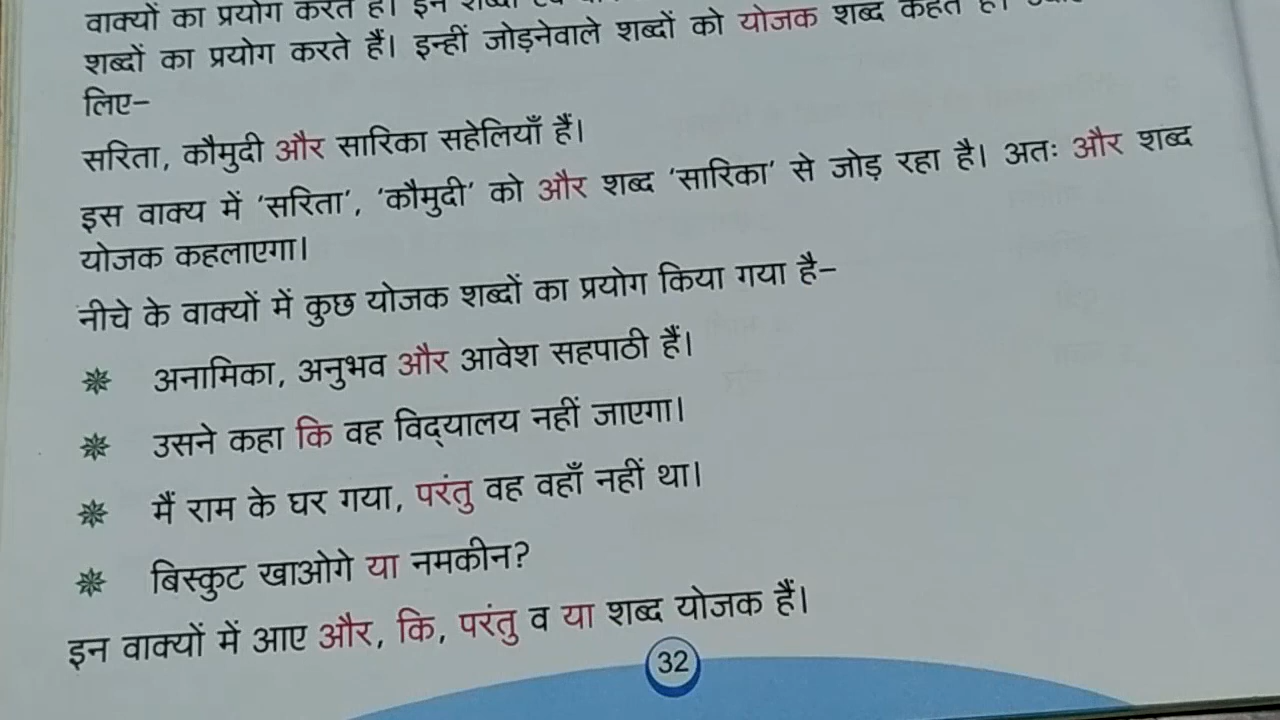 वाक्यों का प्रयोग करते हैं। इन
शब्दों का प्रयोग करते हैं। इन्हीं जोड़नेवाले शब्दों को योजक शब्द कहते हैं।
लिए–
सरिता, कौमुदी और सारिका सहेलियाँ हैं।
इस वाक्य में 'सरिता', 'कौमुदी' को और शब्द 'सारिका' से जोड़ रहा है। अतः और शब्द
योजक कहलाएगा।
नीचे के वाक्यों में कुछ योजक शब्दों का प्रयोग किया गया है–
अनामिका, अनुभव और आवेश सहपाठी हैं।
उसने कहा कि वह विद्‌यालय नहीं जाएगा।
मैं राम के घर गया, परंतु वह वहाँ नहीं था।
बिस्कुट खाओगे या नमकीन?
इन वाक्यों में आए और, कि, परंतु व या शब्द योजक हैं।
32